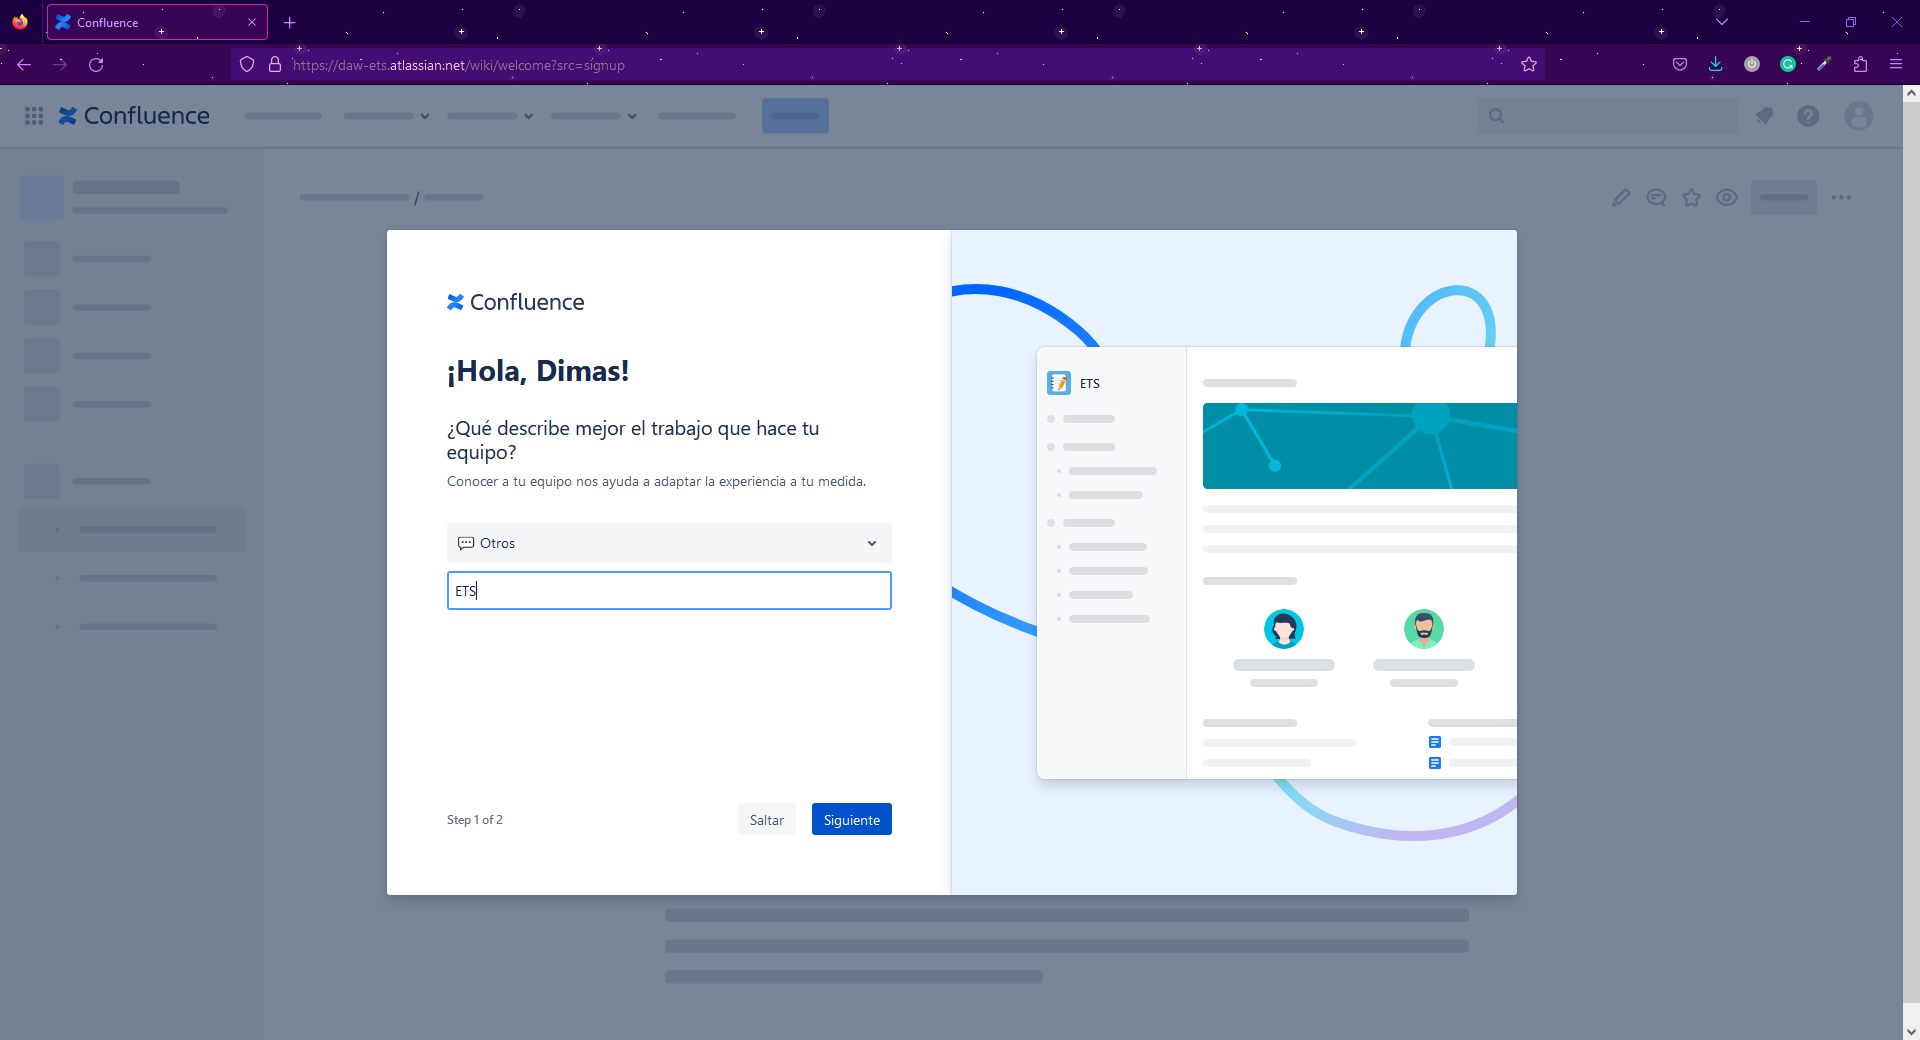 Confluence
https://daw-ets.atlassian.net/wiki/welcome?src=signup
Confluence
/
Confluence
¡Hola, Dimas!
¿Qué describe mejor el trabajo que hace tu
equipo?
Conocer a tu equipo nos ayuda a adaptar la experiencia a tu medida.
Otros
ETS
Step 1 of 2
Saltar
Siguiente
ETS